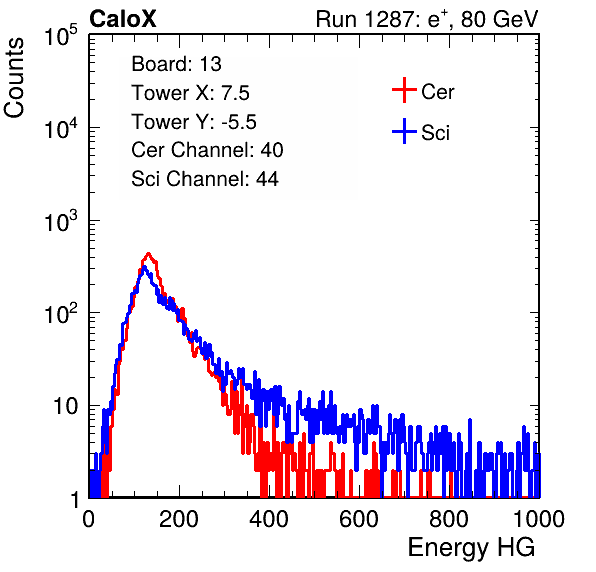 CaloX Run 1287: e⁺, 80 GeV
Counts
Board: 13
Tower X: 7.5
Tower Y: -5.5
Cer Channel: 40
Sci Channel: 44
Cer
Sci
10⁵
10⁴
10³
10²
10
1
0 200 400 600 800 1000
Energy HG